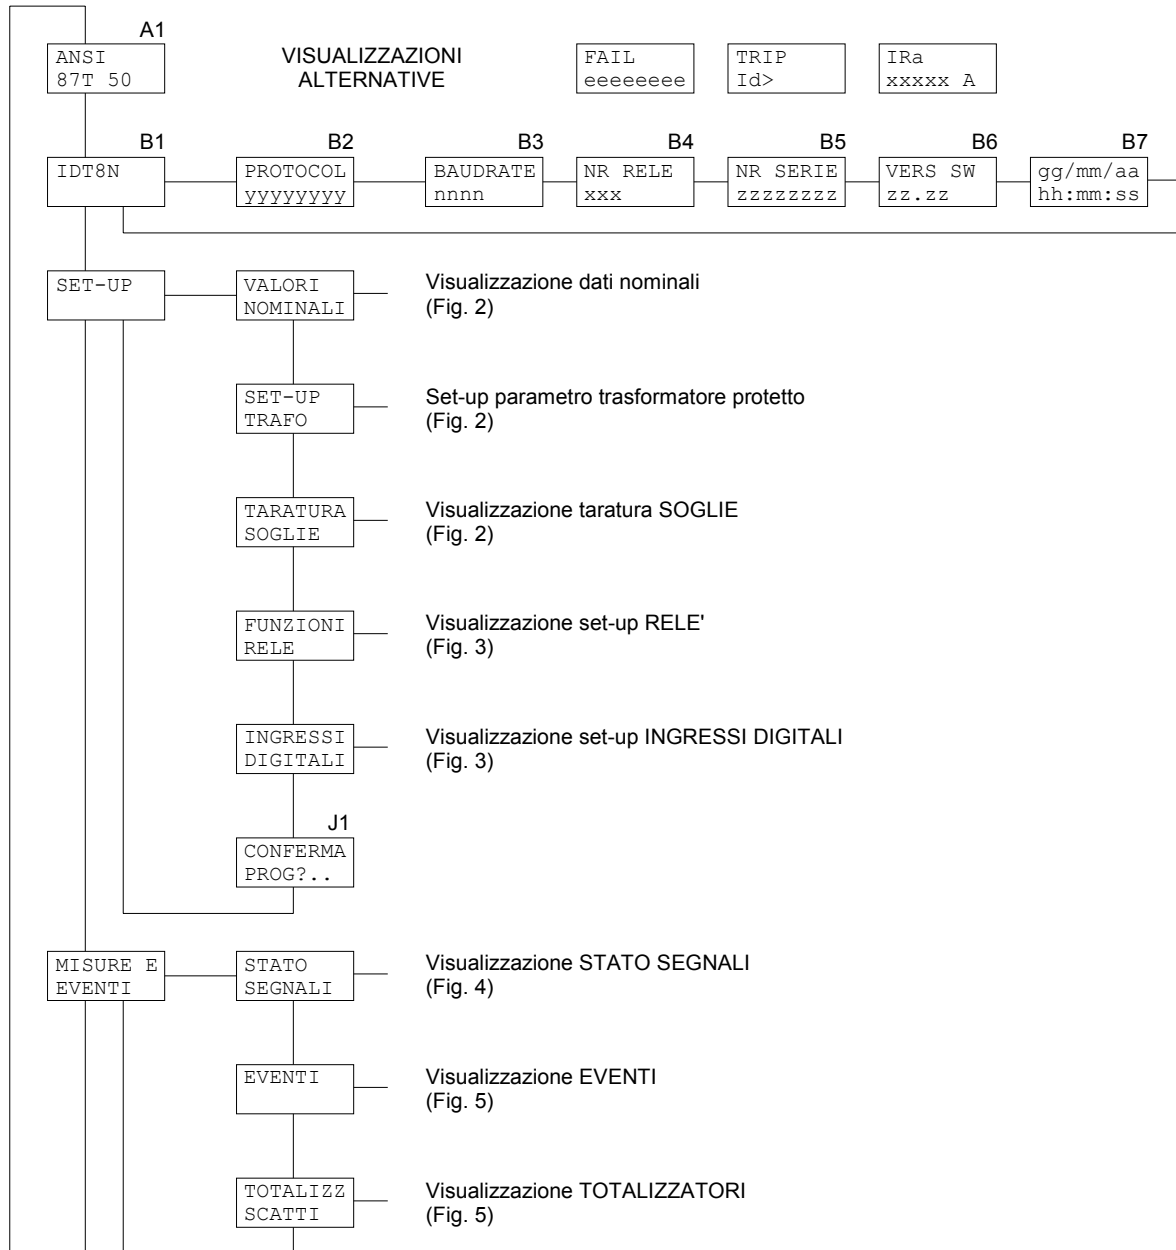 A1
ANSI
87T 50
VISUALIZZAZIONI
ALTERNATIVE
FAIL
eeeeeeee
TRIP
Id>
IRa
xxxxx A
B1
IDT8N
B2
PROTOCOL
yyyyyyyy
B3
BAUDRATE
nnnn
B4
NR RELE
xxx
B5
NR SERIE
zzzzzzzz
B6
VERS SW
zz.zz
B7
gg/mm/aa
hh:mm:ss
SET-UP
VALORI
NOMINALI
Visualizzazione dati nominali
(Fig. 2)
SET-UP
TRAFO
Set-up parametro trasformatore protetto
(Fig. 2)
TARATURA
SOGLIE
Visualizzazione taratura SOGLIE
(Fig. 2)
FUNZIONI
RELE
Visualizzazione set-up RELE'
(Fig. 3)
INGRESSI
DIGITALI
Visualizzazione set-up INGRESSI DIGITALI
(Fig. 3)
J1
CONFERMA
PROG?..
MISURE E
EVENTI
STATO
SEGNALI
Visualizzazione STATO SEGNALI
(Fig. 4)
EVENTI
Visualizzazione EVENTI
(Fig. 5)
TOTALIZZ
SCATTI
Visualizzazione TOTALIZZATORI
(Fig. 5)